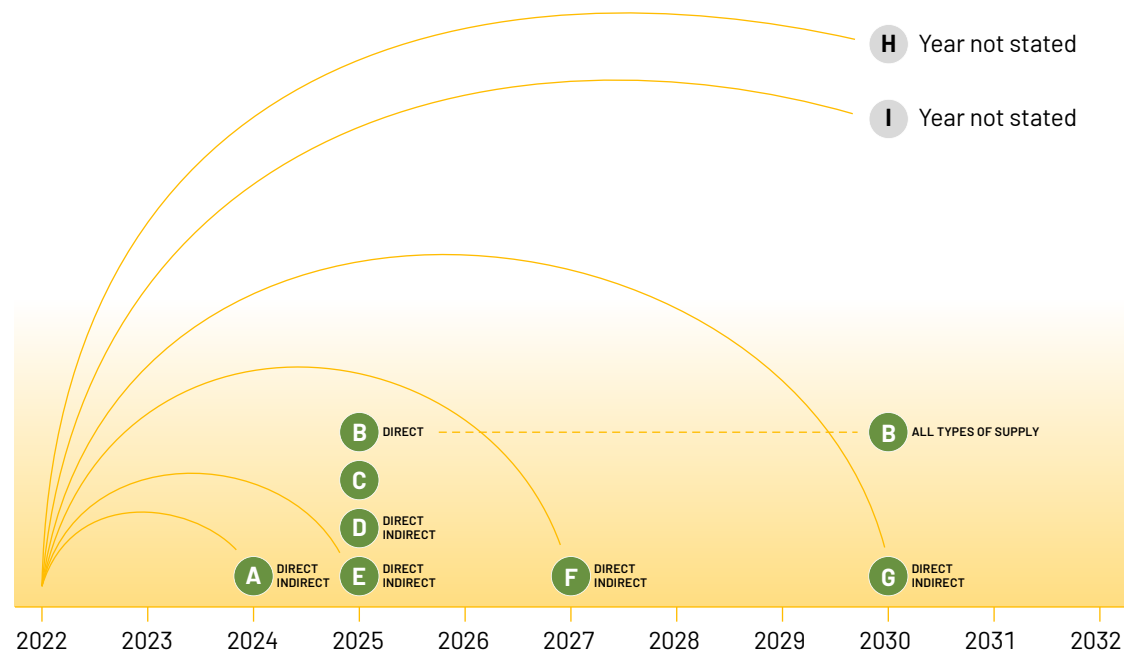 H Year not stated
I Year not stated
B DIRECT
B ALL TYPES OF SUPPLY
C
D DIRECT
INDIRECT
A DIRECT
INDIRECT
E DIRECT
INDIRECT
F DIRECT
INDIRECT
G DIRECT
INDIRECT
2022 2023 2024 2025 2026 2027 2028 2029 2030 2031 2032